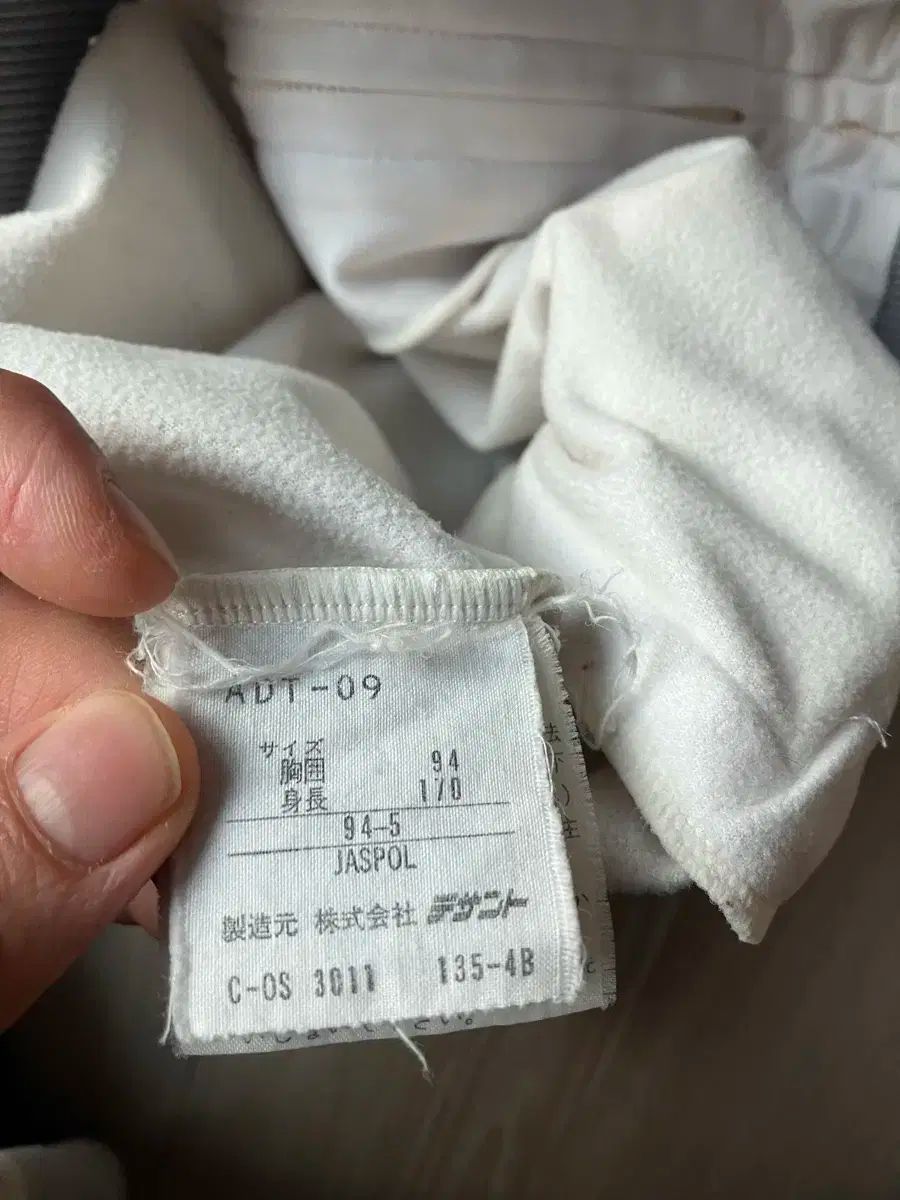 ADT-09
サイズ
胸囲 94
身長 170
94-5
JASPOL
製造元 株式会社 デサント
C-OS 3011 135-4B